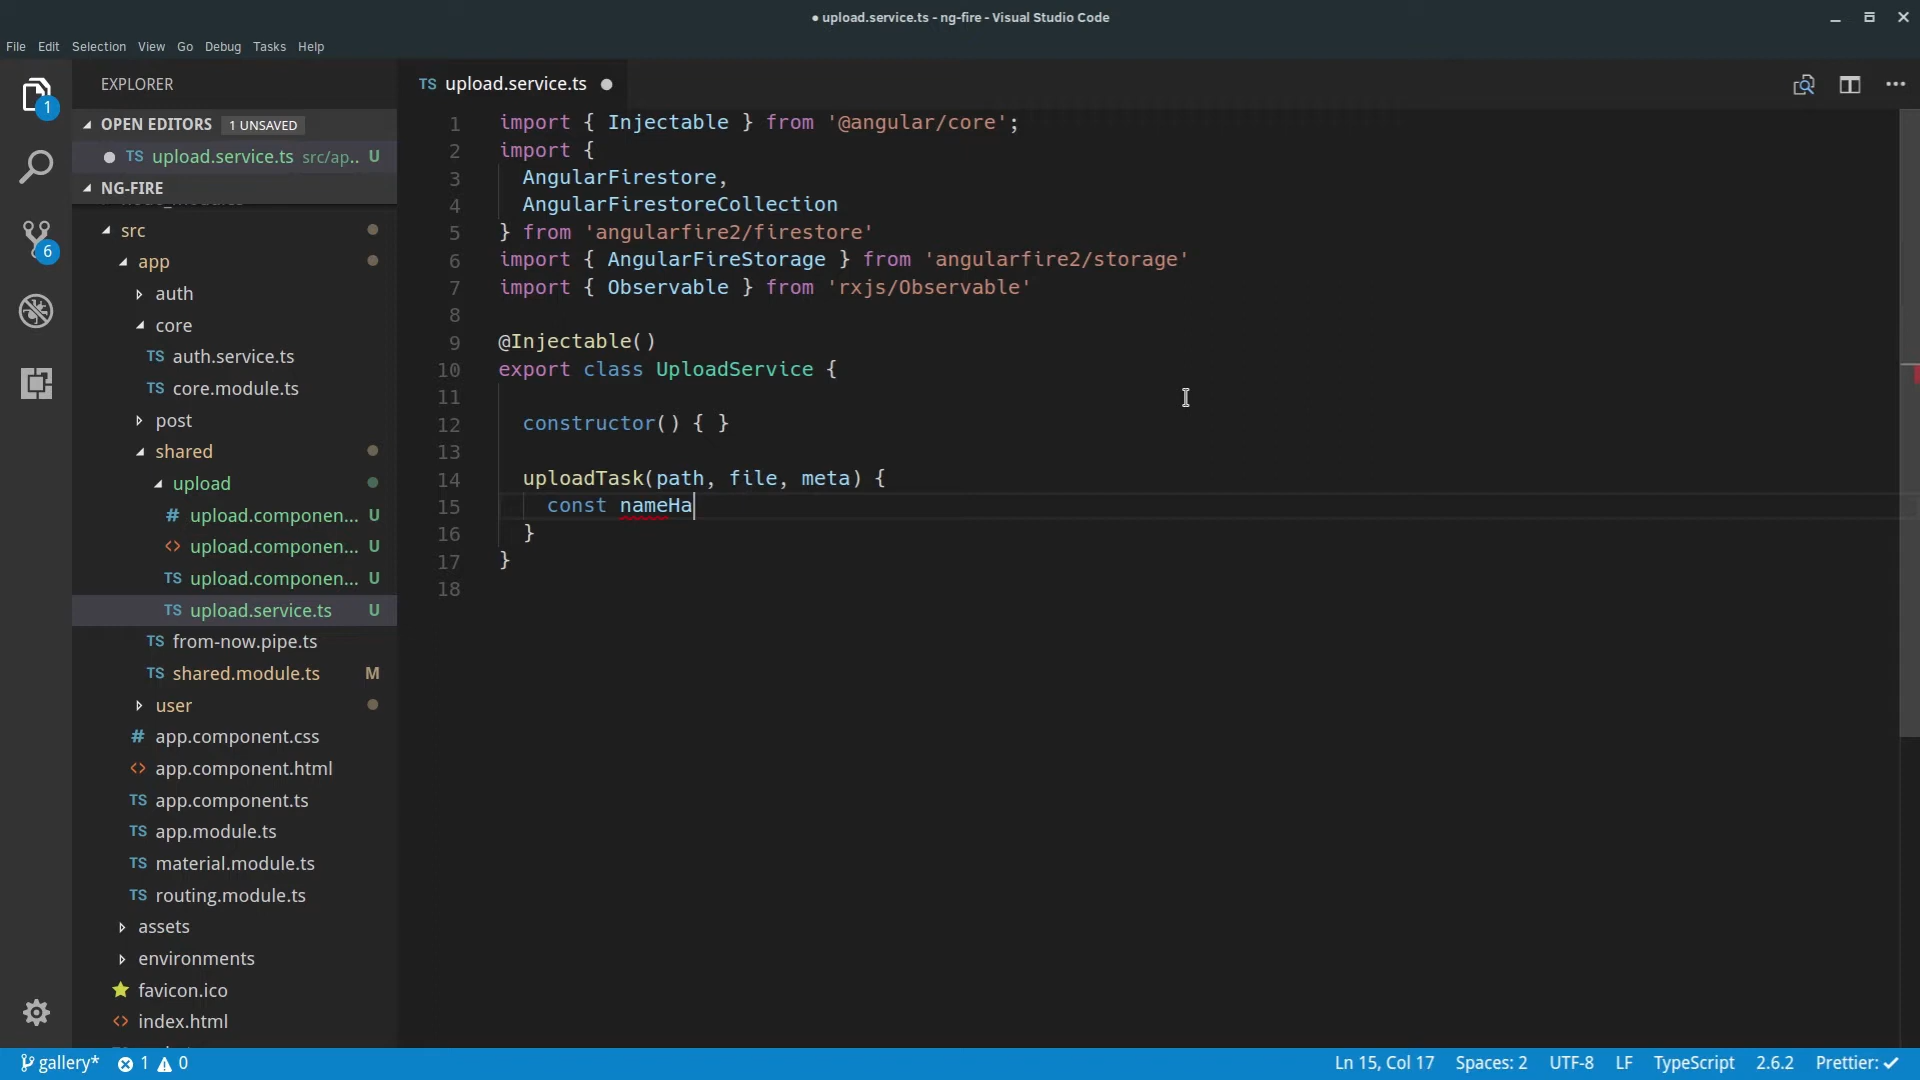 ● upload.service.ts - ng-fire - Visual Studio Code
File Edit Selection View Go Debug Tasks Help
EXPLORER
TS upload.service.ts
1
OPEN EDITORS 1 UNSAVED
TS upload.service.ts src/ap.. U
NG-FIRE
src
app
6
auth
core
TS auth.service.ts
TS core.module.ts
post
shared
upload
# upload.componen... U
<> upload.componen... U
TS upload.componen... U
TS upload.service.ts U
TS from-now.pipe.ts
TS shared.module.ts M
user
# app.component.css
<> app.component.html
TS app.component.ts
TS app.module.ts
TS material.module.ts
TS routing.module.ts
assets
environments
favicon.ico
<> index.html
1 import { Injectable } from '@angular/core';
2 import {
3 AngularFirestore,
4 AngularFirestoreCollection
5 } from 'angularfire2/firestore'
6 import { AngularFireStorage } from 'angularfire2/storage'
7 import { Observable } from 'rxjs/Observable'
8
9 @Injectable()
10 export class UploadService {
11
12 constructor() { }
13
14 uploadTask(path, file, meta) {
15 const nameHa
16 }
17 }
18
gallery* 1 0 Ln 15, Col 17 Spaces: 2 UTF-8 LF TypeScript 2.6.2 Prettier: ✓